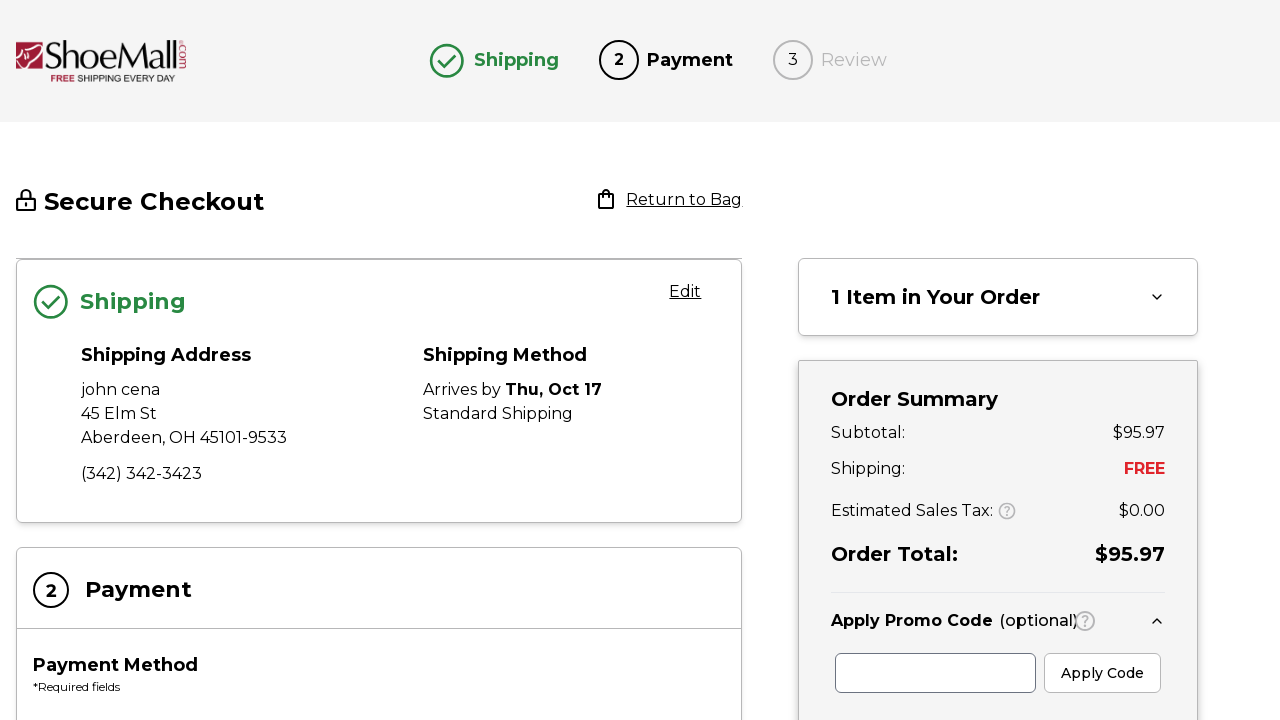 ShoeMall.com
FREE SHIPPING EVERY DAY
Shipping
2 Payment
3 Review
Secure Checkout
Return to Bag
Shipping
Edit
Shipping Address
john cena
45 Elm St
Aberdeen, OH 45101-9533
(342) 342-3423
Shipping Method
Arrives by Thu, Oct 17
Standard Shipping
2 Payment
Payment Method
*Required fields
1 Item in Your Order
Order Summary
Subtotal: $95.97
Shipping: FREE
Estimated Sales Tax: ? $0.00
Order Total: $95.97
Apply Promo Code (optional) ?
Apply Code